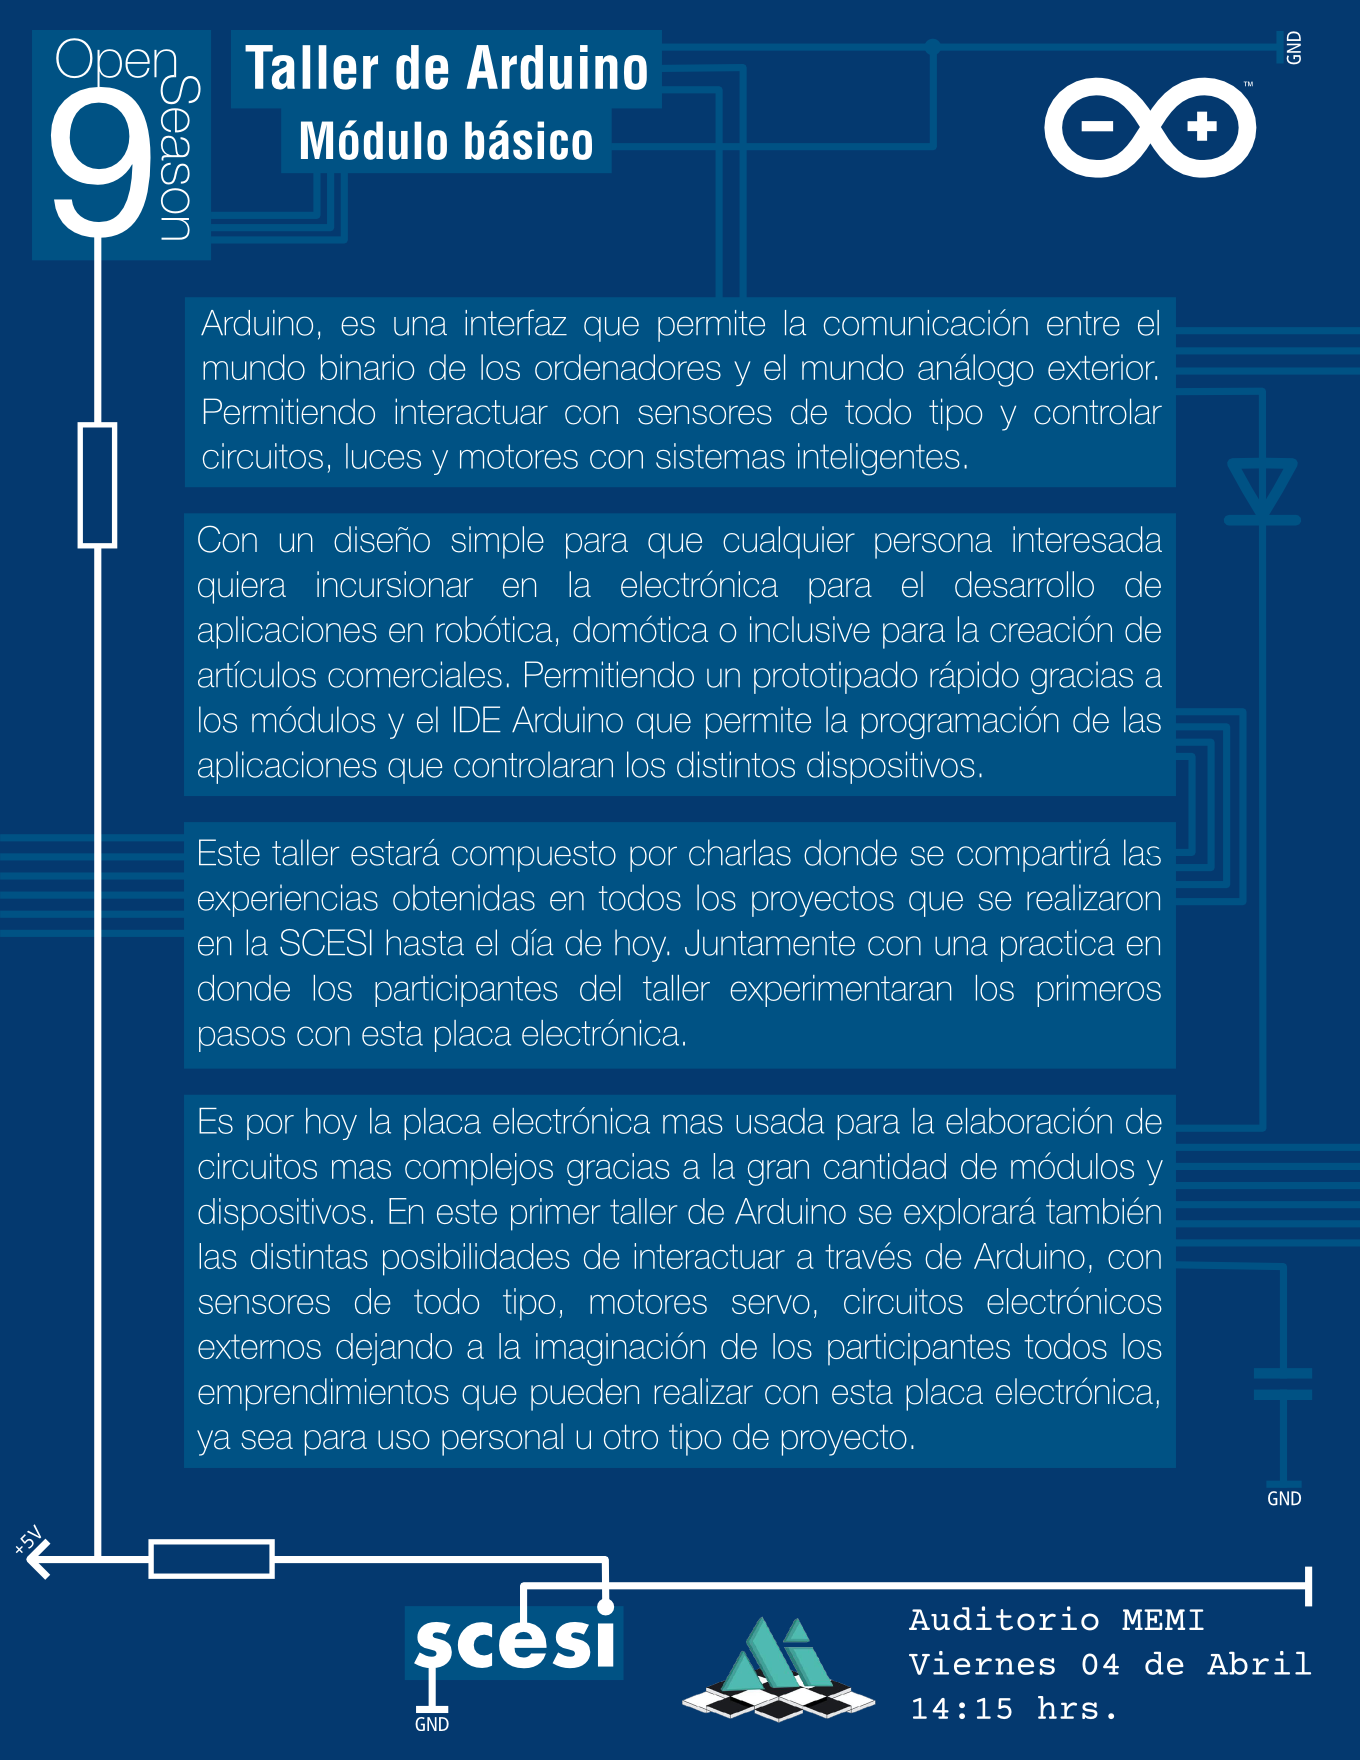 Open
Season
9
Taller de Arduino
Módulo básico
GND
™
Arduino, es una interfaz que permite la comunicación entre el
mundo binario de los ordenadores y el mundo análogo exterior.
Permitiendo interactuar con sensores de todo tipo y controlar
circuitos, luces y motores con sistemas inteligentes.
Con un diseño simple para que cualquier persona interesada
quiera incursionar en la electrónica para el desarrollo de
aplicaciones en robótica, domótica o inclusive para la creación de
artículos comerciales. Permitiendo un prototipado rápido gracias a
los módulos y el IDE Arduino que permite la programación de las
aplicaciones que controlaran los distintos dispositivos.
Este taller estará compuesto por charlas donde se compartirá las
experiencias obtenidas en todos los proyectos que se realizaron
en la SCESI hasta el día de hoy. Juntamente con una practica en
donde los participantes del taller experimentaran los primeros
pasos con esta placa electrónica.
Es por hoy la placa electrónica mas usada para la elaboración de
circuitos mas complejos gracias a la gran cantidad de módulos y
dispositivos. En este primer taller de Arduino se explorará también
las distintas posibilidades de interactuar a través de Arduino, con
sensores de todo tipo, motores servo, circuitos electrónicos
externos dejando a la imaginación de los participantes todos los
emprendimientos que pueden realizar con esta placa electrónica,
ya sea para uso personal u otro tipo de proyecto.
GND
+5V
scesi
GND
Auditorio MEMI
Viernes 04 de Abril
14:15 hrs.